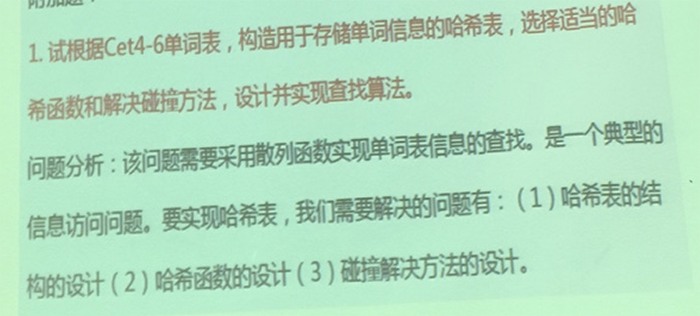 附加题:
1. 试根据Cet4-6单词表，构造用于存储单词信息的哈希表，选择适当的哈
希函数和解决碰撞方法，设计并实现查找算法。
问题分析：该问题需要采用散列函数实现单词表信息的查找。是一个典型的
信息访问问题。要实现哈希表，我们需要解决的问题有：（1）哈希表的结
构的设计（2）哈希函数的设计（3）碰撞解决方法的设计。